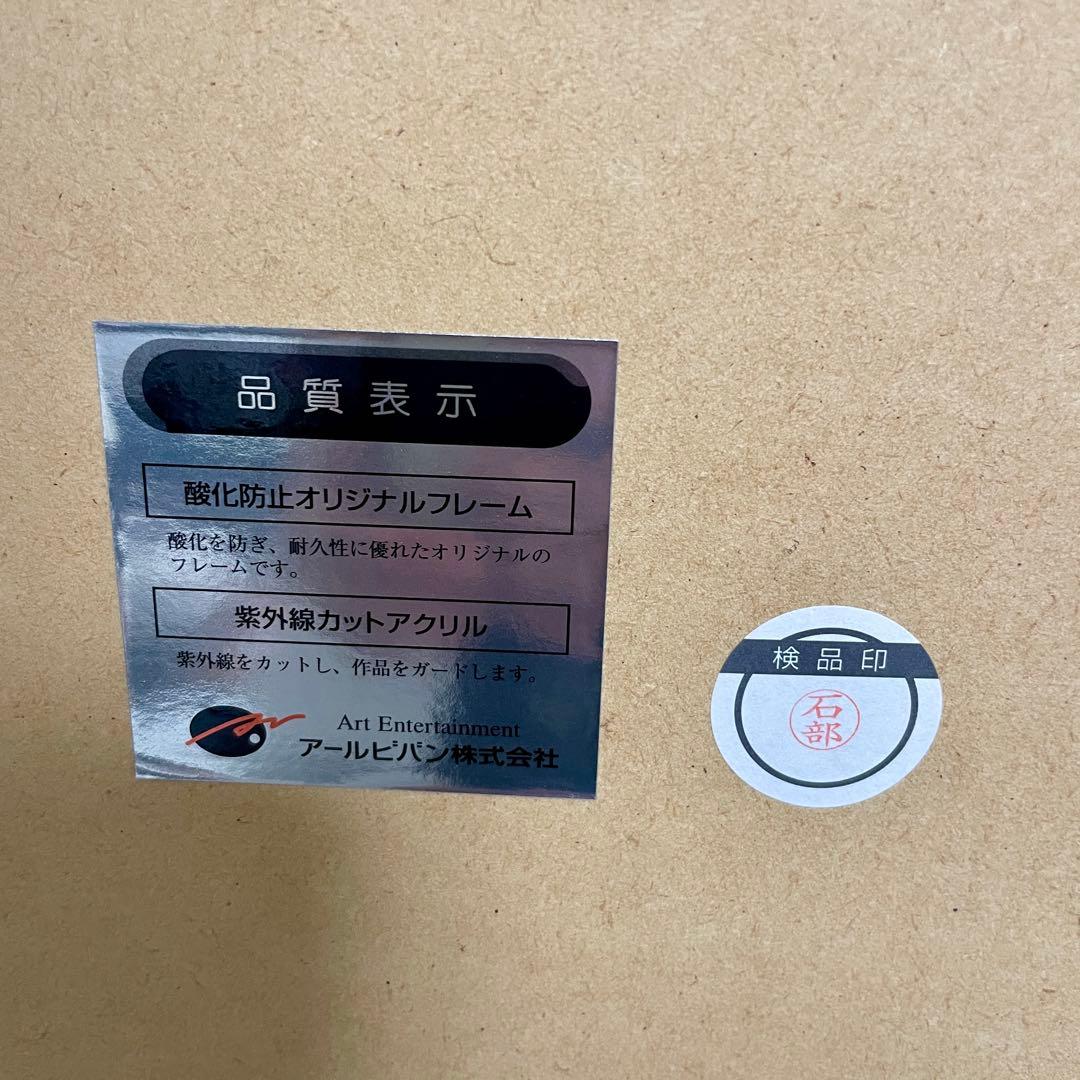 品質表示
酸化防止オリジナルフレーム
酸化を防ぎ、耐久性に優れたオリジナルの
フレームです。
紫外線カットアクリル
紫外線をカットし、作品をガードします。
Art Entertainment
アールビバン株式会社
検品印
石部